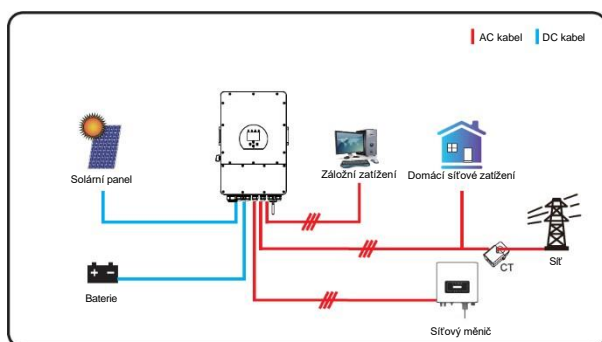 AC kabel
DC kabel
Solární panel
Záložní zatížení
Domácí síťové zatížení
CT
Síť
Baterie
Síťový měnič